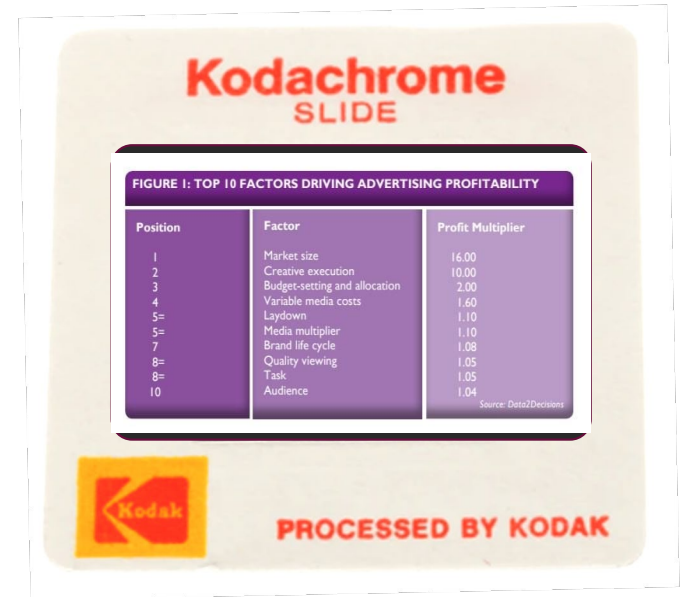 Kodachrome
SLIDE
FIGURE 1: TOP 10 FACTORS DRIVING ADVERTISING PROFITABILITY
Position Factor Profit Multiplier
1 Market size 16.00
2 Creative execution 10.00
3 Budget-setting and allocation 2.00
4 Variable media costs 1.60
5= Laydown 1.10
5= Media multiplier 1.10
7 Brand life cycle 1.08
8= Quality viewing 1.05
8= Task 1.05
10 Audience 1.04
Source: Data2Decisions
Kodak
PROCESSED BY KODAK